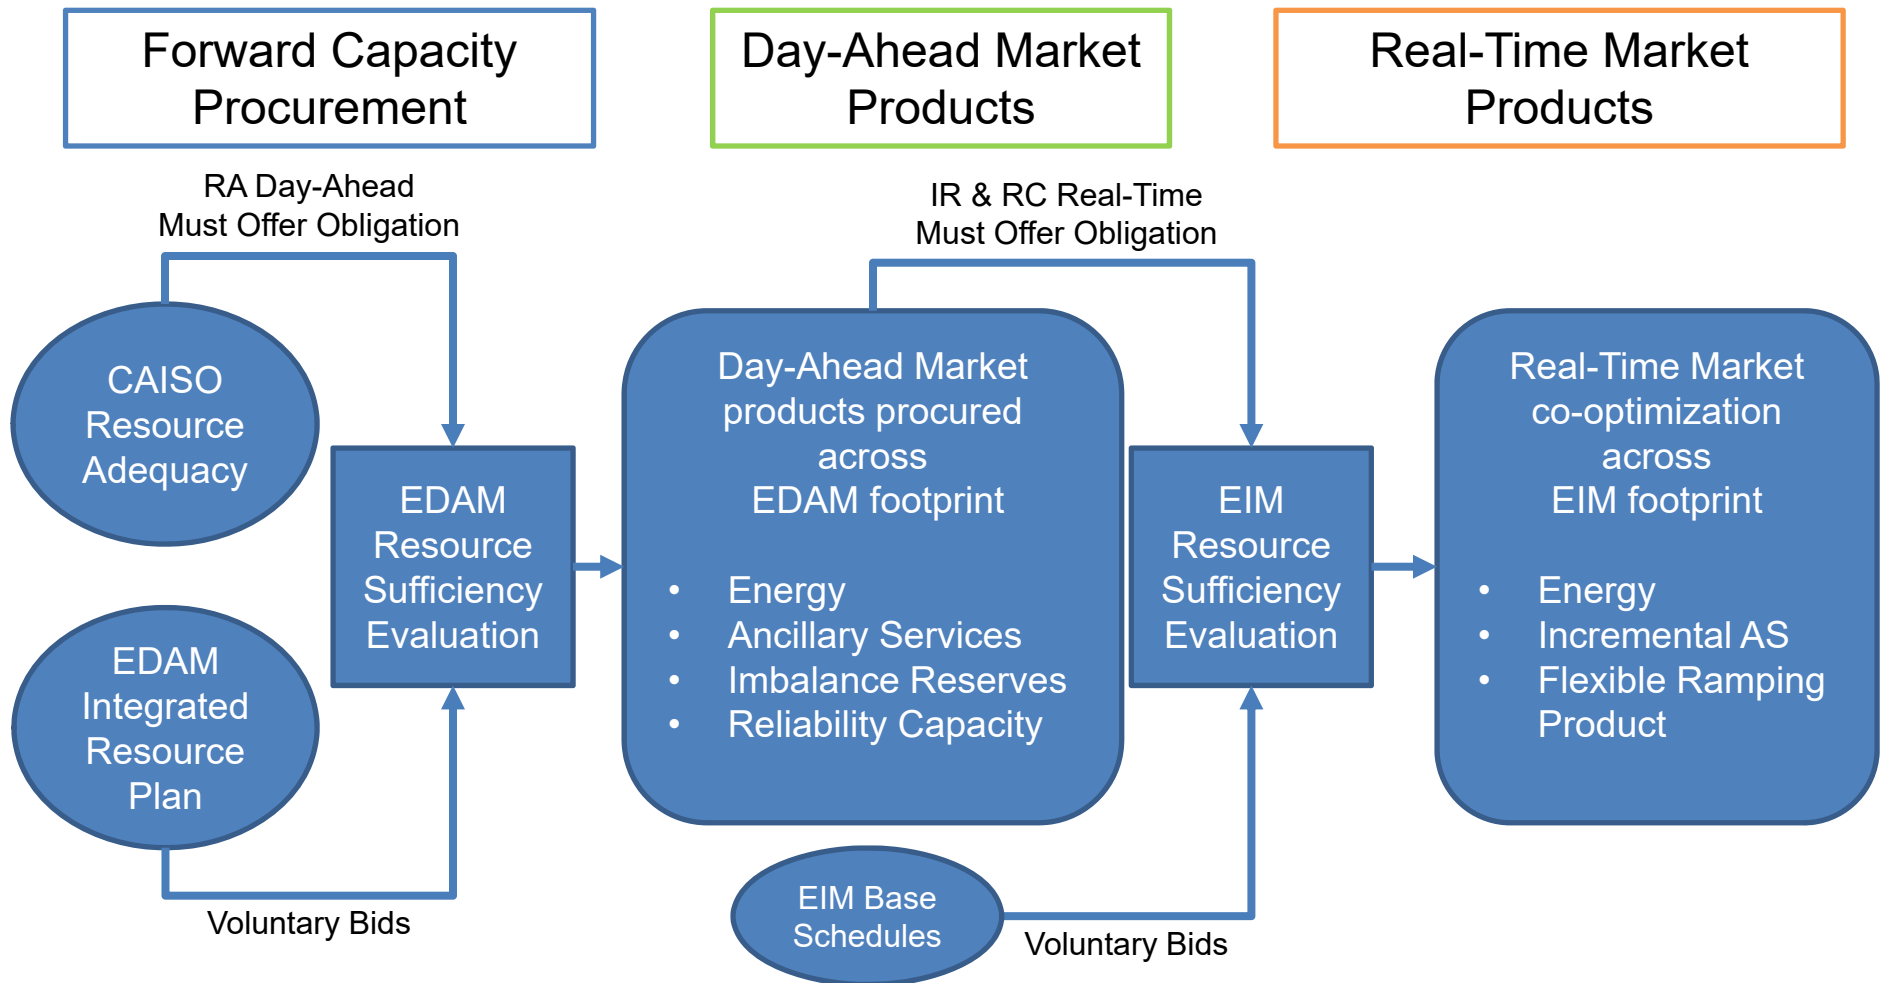 Forward Capacity
Procurement
Day-Ahead Market
Products
Real-Time Market
Products
RA Day-Ahead
Must Offer Obligation
IR & RC Real-Time
Must Offer Obligation
CAISO
Resource
Adequacy
EDAM
Integrated
Resource
Plan
Voluntary Bids
EDAM
Resource
Sufficiency
Evaluation
Day-Ahead Market
products procured
across
EDAM footprint
• Energy
• Ancillary Services
• Imbalance Reserves
• Reliability Capacity
EIM Base
Schedules
Voluntary Bids
EIM
Resource
Sufficiency
Evaluation
Real-Time Market
co-optimization
across
EIM footprint
• Energy
• Incremental AS
• Flexible Ramping
Product